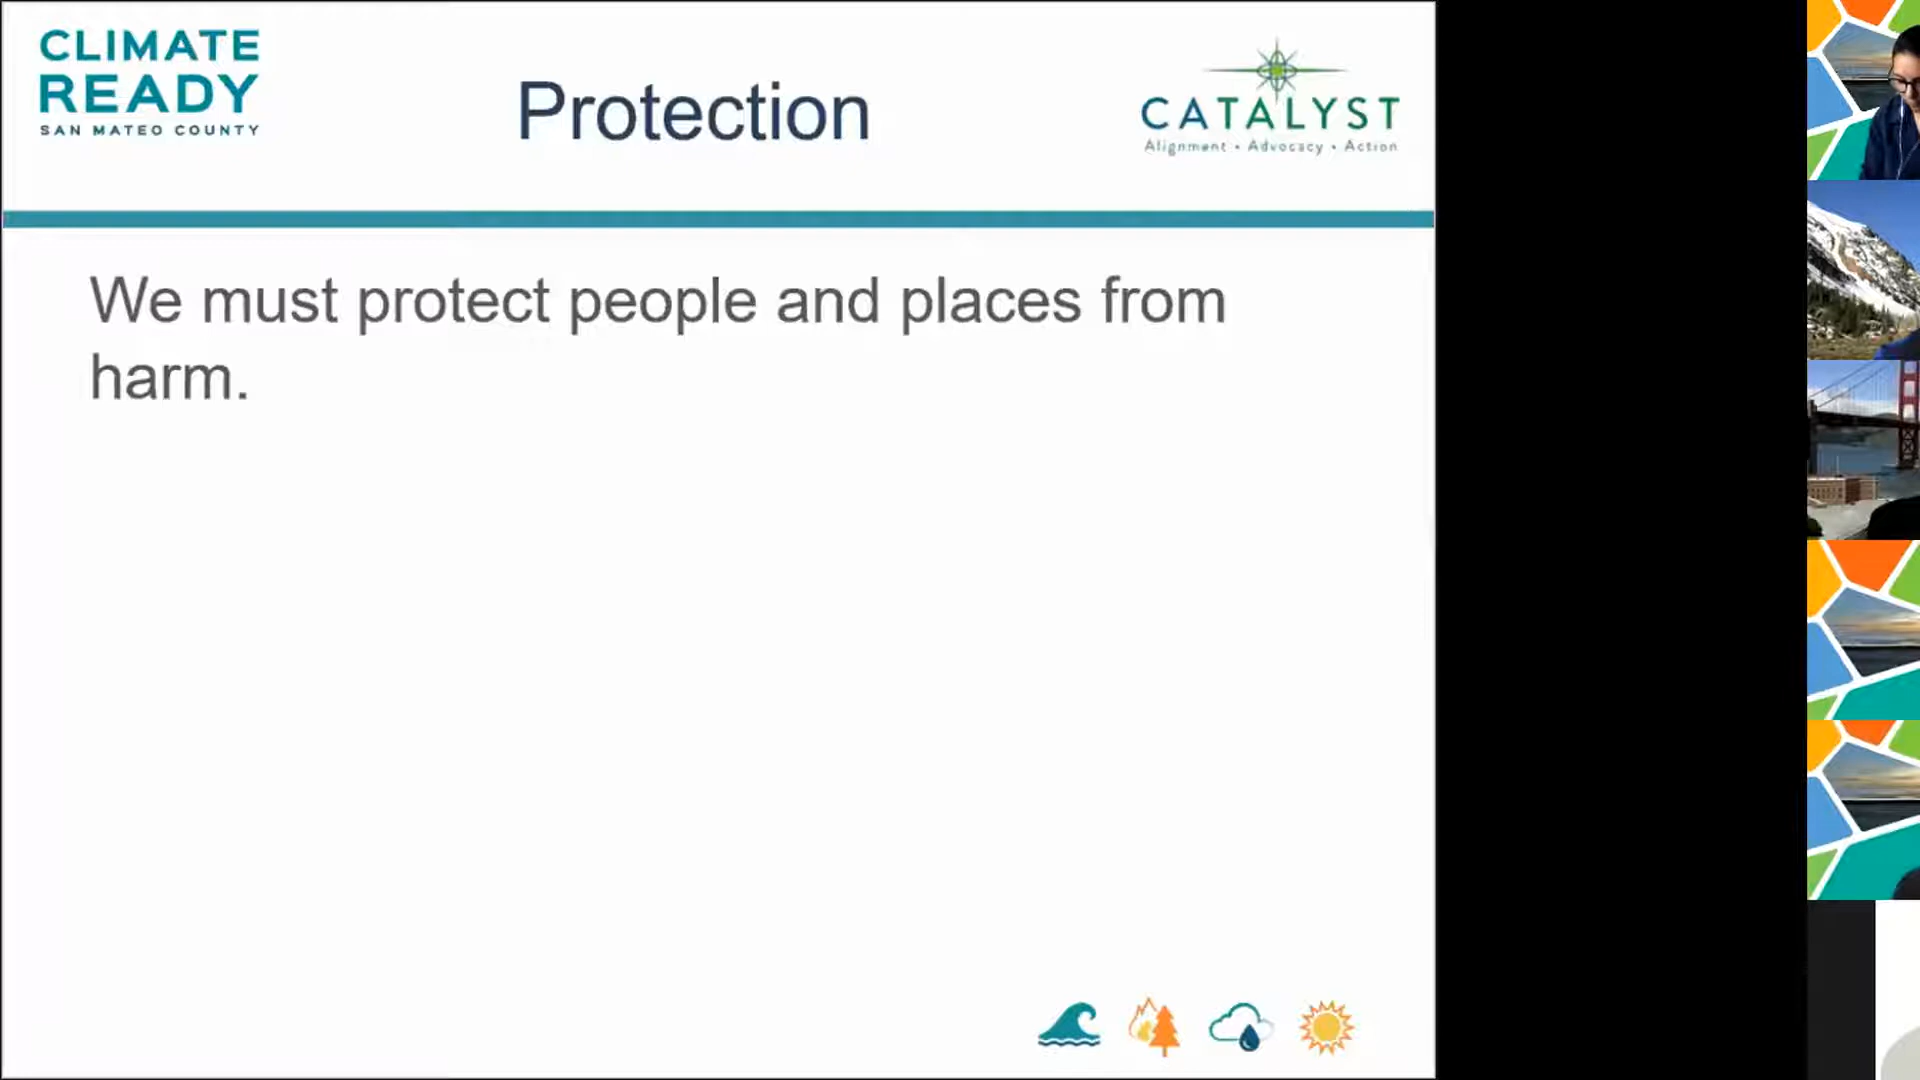 CLIMATE
READY
SAN MATEO COUNTY
Protection
CATALYST
Alignment • Advocacy • Action
We must protect people and places from
harm.